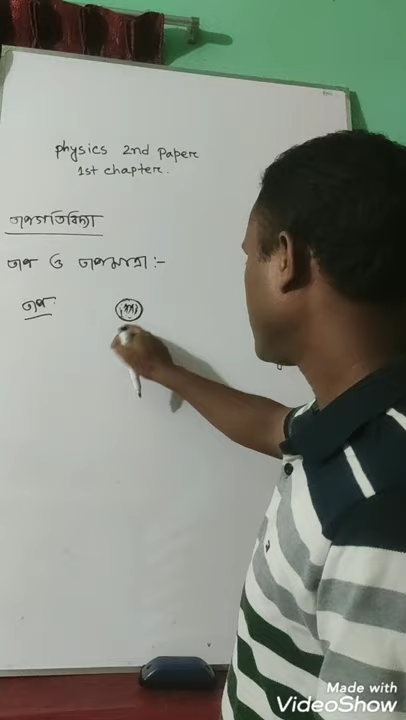 physics 2nd paper
1st chapter.
তাপগতিবিদ্যা
তাপ ও তাপমাত্রা :-
তাপ
Made with
VideoShow